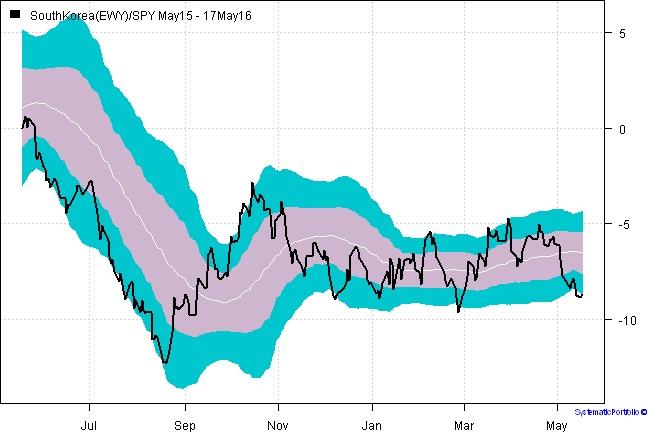 SouthKorea(EWY)/SPY May15 - 17May16
5
0
-5
-10
Jul Sep Nov Jan Mar May
SystematicPortfolio ©